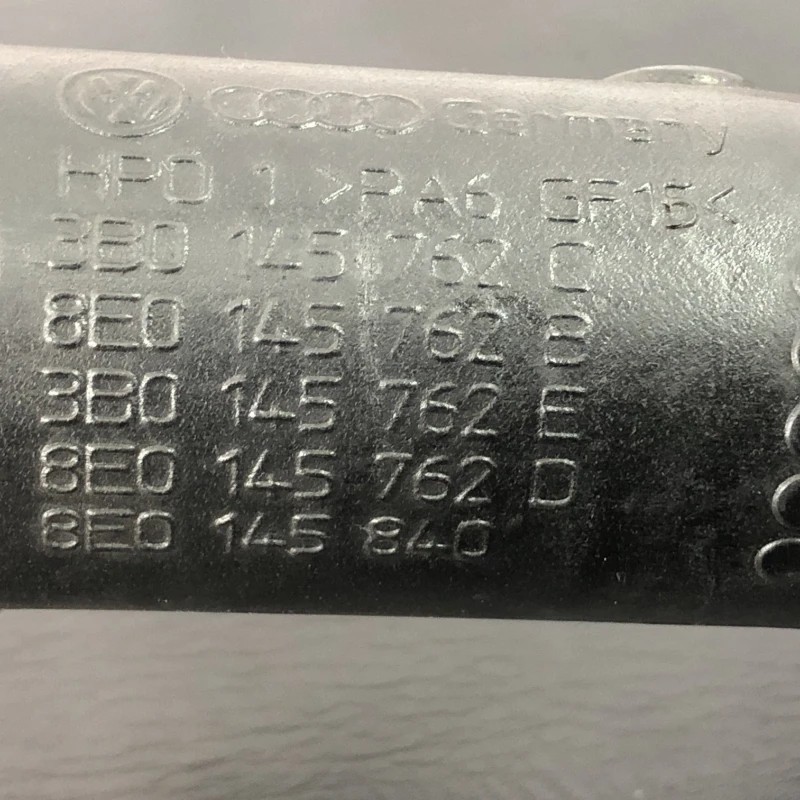 Germany
HPO 1 >PA6 GF15<
3B0 145 762 C
8E0 145 762 B
3B0 145 762 E
8E0 145 762 D
8E0 145 840